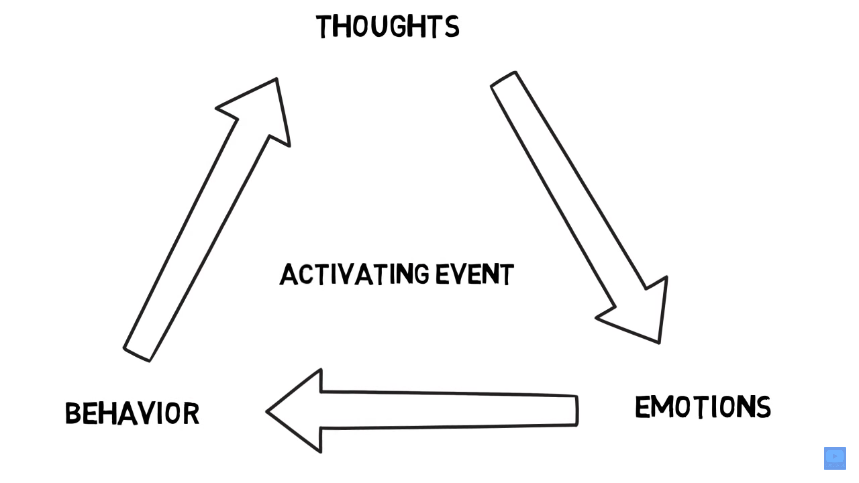 THOUGHTS
ACTIVATING EVENT
BEHAVIOR
EMOTIONS